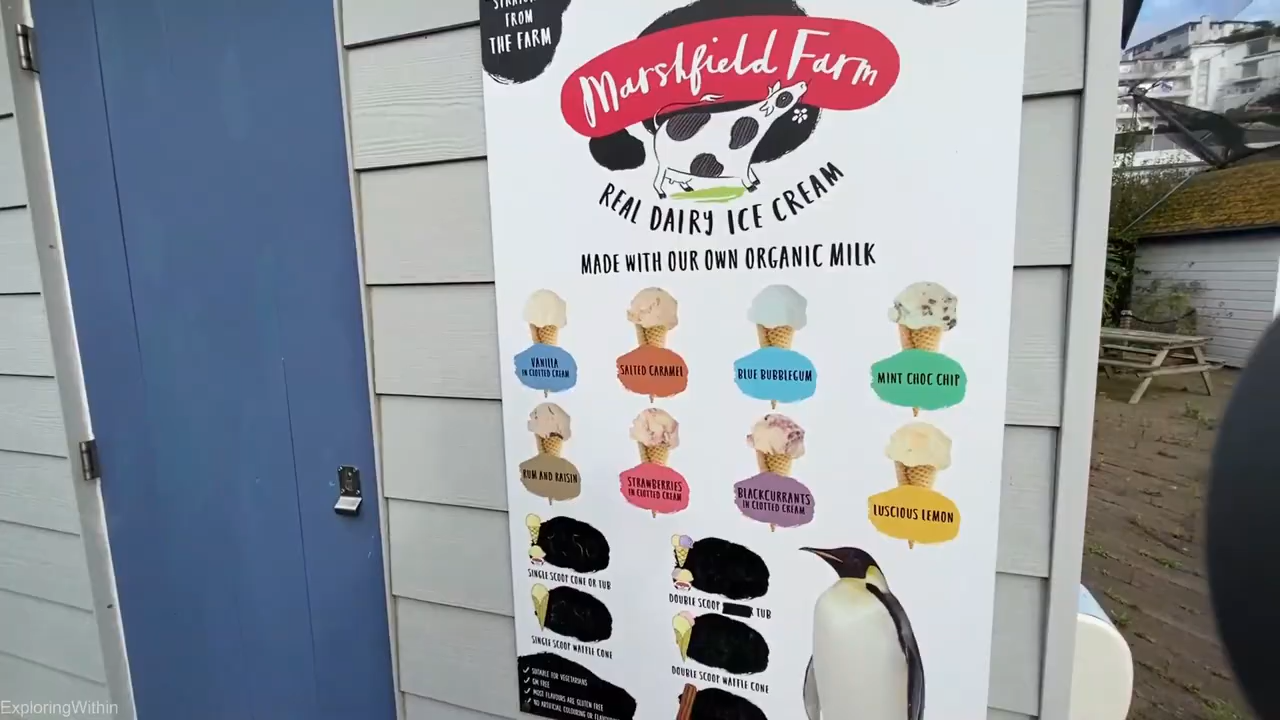 FROM
THE FARM
Marshfield Farm
REAL DAIRY ICE CREAM
MADE WITH OUR OWN ORGANIC MILK
VANILLA
IN CLOTTED CREAM
SALTED CARAMEL
BLUE BUBBLEGUM
MINT CHOC CHIP
RUM AND RAISIN
STRAWBERRIES
IN CLOTTED CREAM
BLACKCURRANTS
IN CLOTTED CREAM
LUSCIOUS LEMON
SINGLE SCOOP CONE OR TUB
DOUBLE SCOOP TUB
SINGLE SCOOP WAFFLE CONE
DOUBLE SCOOP WAFFLE CONE
✓ SUITABLE FOR VEGETARIANS
✓ GM FREE
✓ MOST FLAVOURS ARE GLUTEN FREE
✓ NO ARTIFICIAL COLOURING OR
ExploringWithin